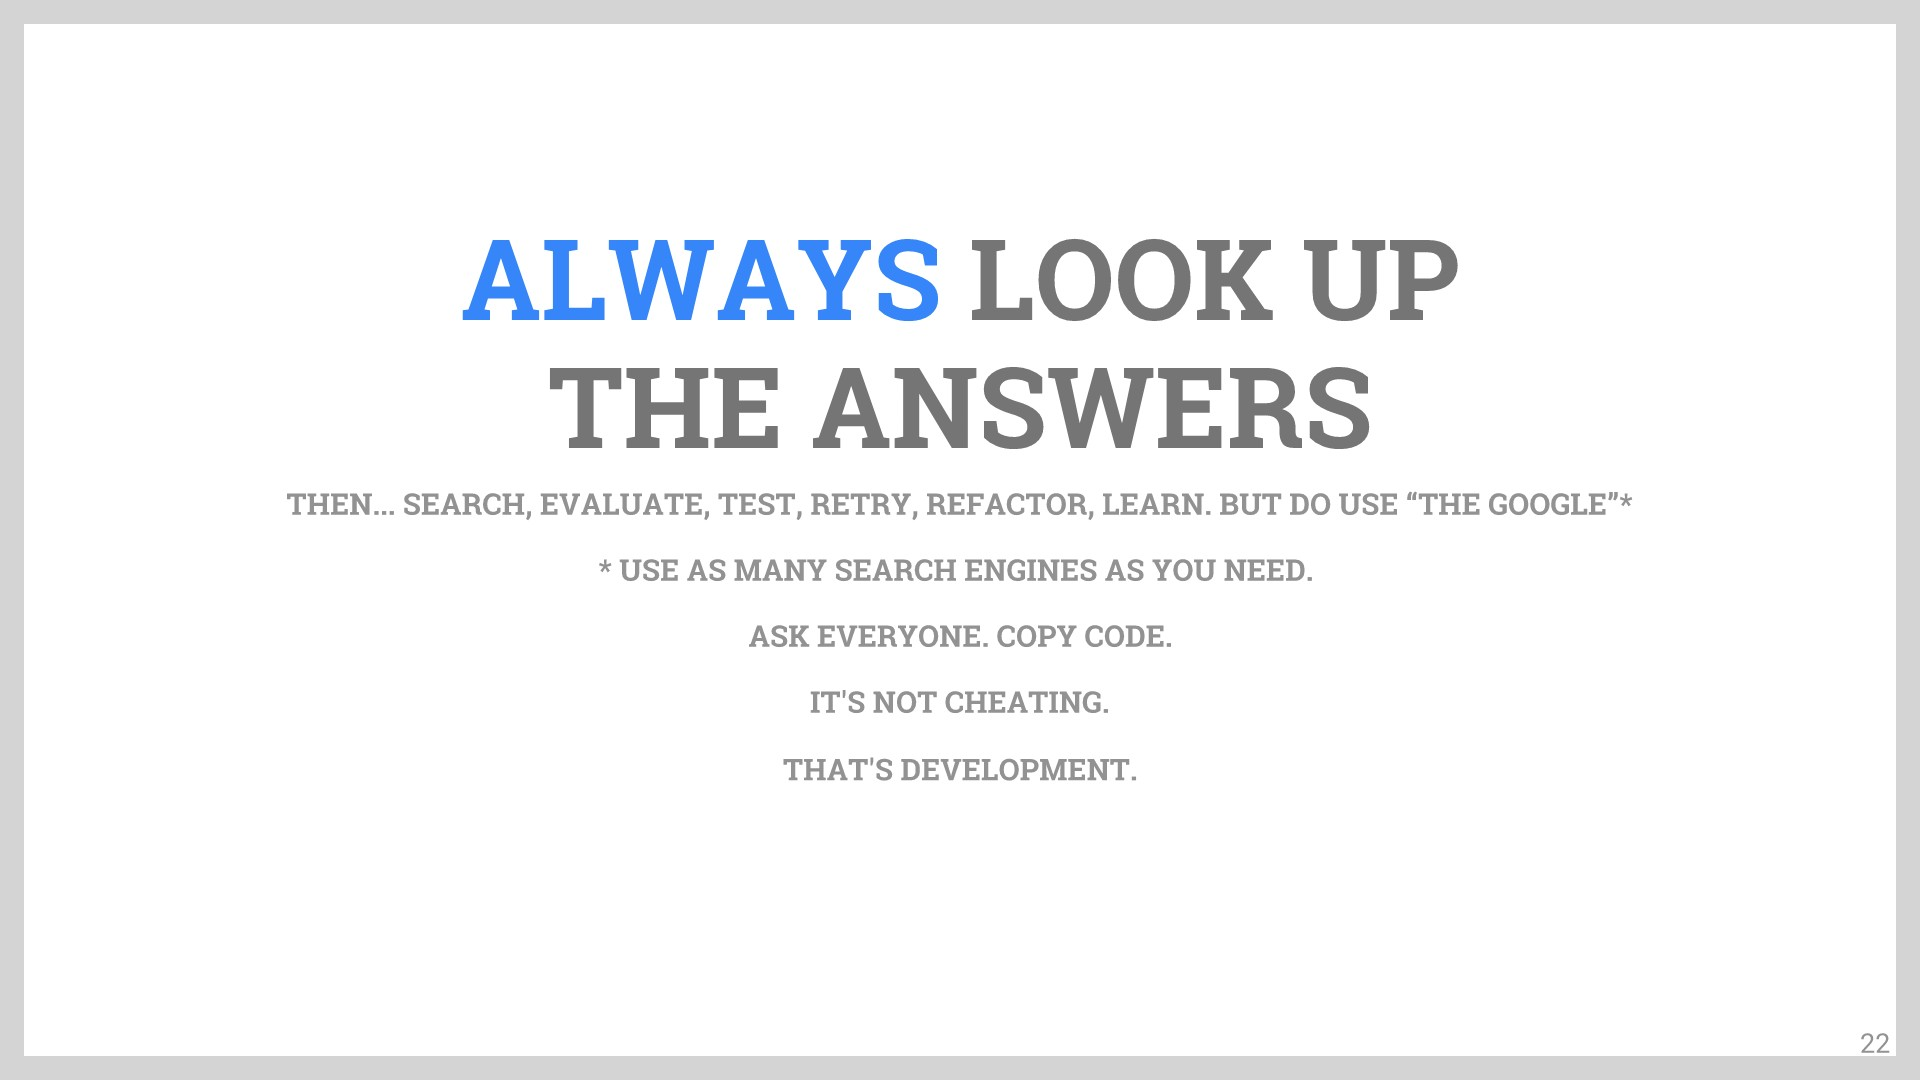 ALWAYS LOOK UP
THE ANSWERS
THEN... SEARCH, EVALUATE, TEST, RETRY, REFACTOR, LEARN. BUT DO USE “THE GOOGLE”*
* USE AS MANY SEARCH ENGINES AS YOU NEED.
ASK EVERYONE. COPY CODE.
IT'S NOT CHEATING.
THAT'S DEVELOPMENT.
22